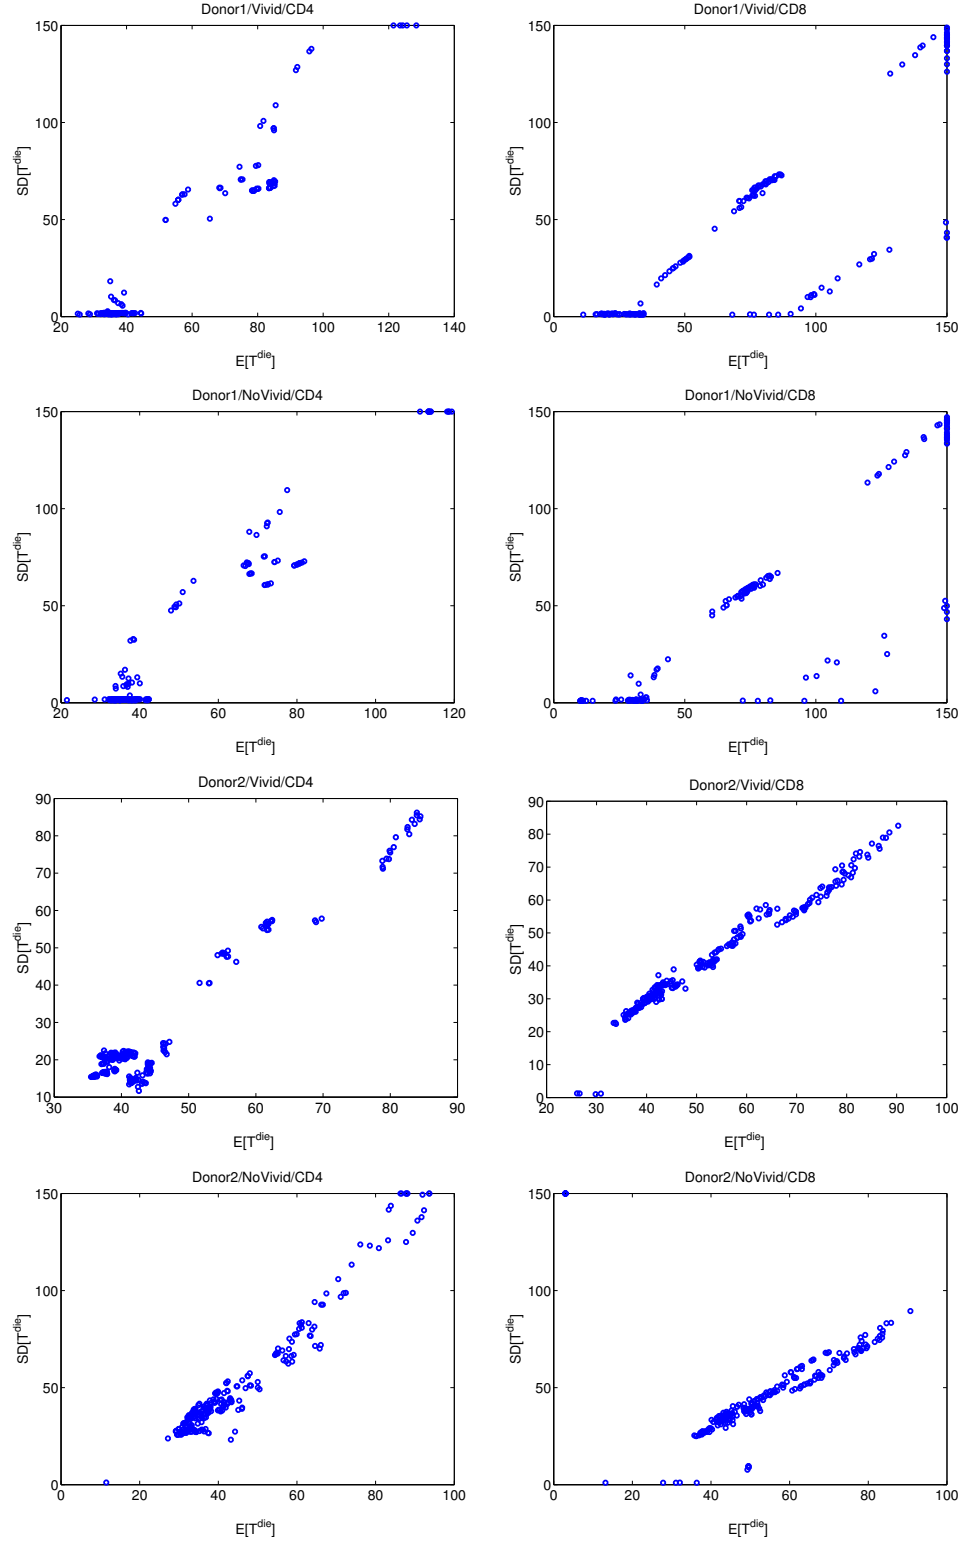 Donor1/Vivid/CD4
150
100
50
0
SD[T^die]
20 40 60 80 100 120 140
E[T^die]
Donor1/Vivid/CD8
150
100
50
0
SD[T^die]
0 50 100 150
E[T^die]
Donor1/NoVivid/CD4
150
100
50
0
SD[T^die]
20 40 60 80 100 120
E[T^die]
Donor1/NoVivid/CD8
150
100
50
0
SD[T^die]
0 50 100 150
E[T^die]
Donor2/Vivid/CD4
90
80
70
60
50
40
30
20
10
SD[T^die]
30 40 50 60 70 80 90
E[T^die]
Donor2/Vivid/CD8
90
80
70
60
50
40
30
20
10
0
SD[T^die]
20 30 40 50 60 70 80 90 100
E[T^die]
Donor2/NoVivid/CD4
150
100
50
0
SD[T^die]
0 20 40 60 80 100
E[T^die]
Donor2/NoVivid/CD8
150
100
50
0
SD[T^die]
0 20 40 60 80 100
E[T^die]